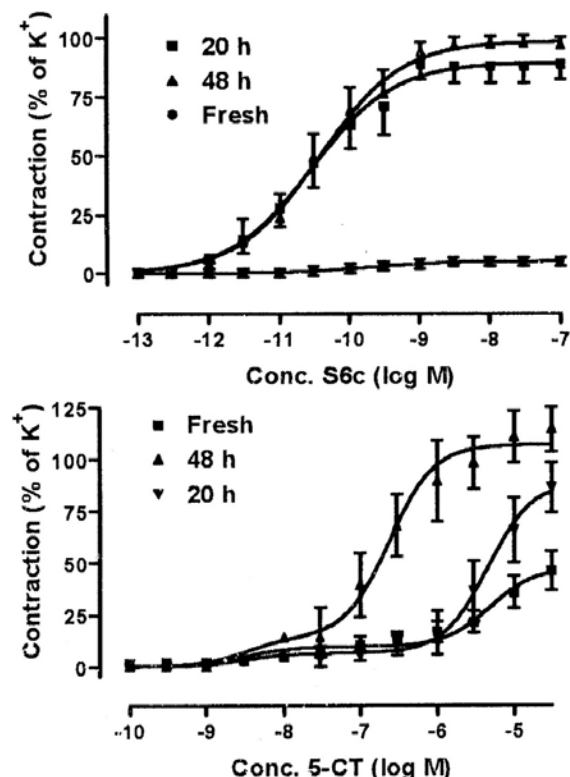 Contraction (% of K+)
100
75
50
25
0
20 h
48 h
Fresh
-13 -12 -11 -10 -9 -8 -7
Conc. S6c (log M)
Contraction (% of K+)
125
100
75
50
25
0
Fresh
48 h
20 h
-10 -9 -8 -7 -6 -5
Conc. 5-CT (log M)